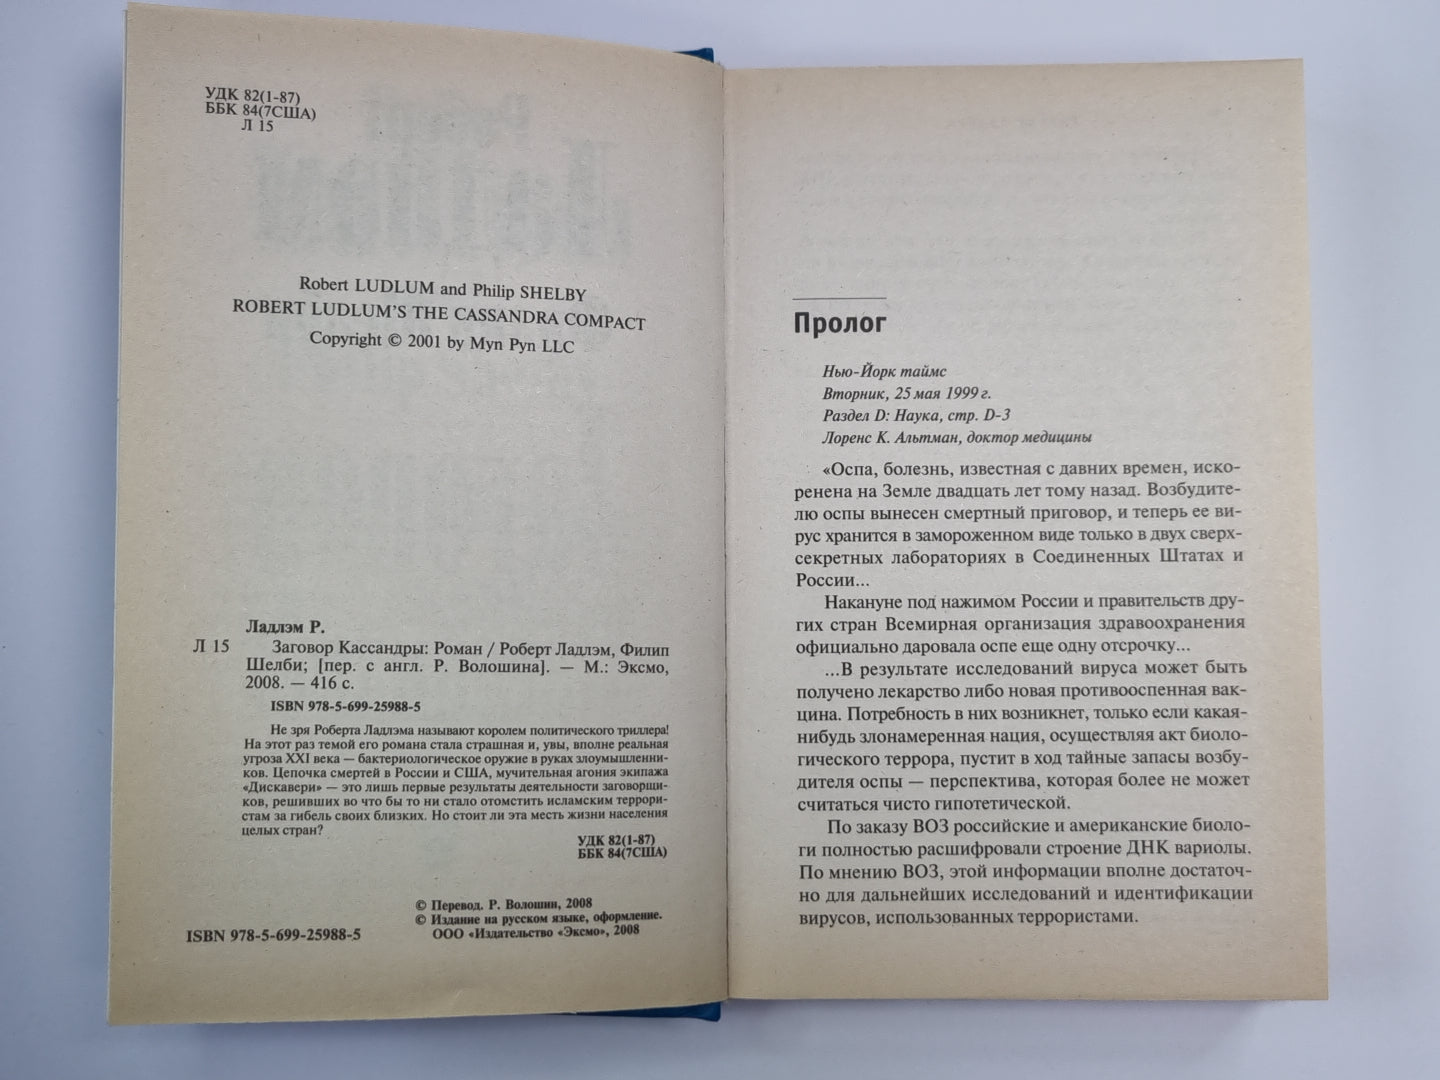 УДК 82(1-87)
ББК 84(7США)
Л 15
Robert LUDLUM and Philip SHELBY
ROBERT LUDLUM'S THE CASSANDRA COMPACT
Copyright © 2001 by Myn Pyn LLC
Ладлэм Р.
Л 15 Заговор Кассандры: Роман / Роберт Ладлэм, Филип
Шелби; [пер. с англ. Р. Волошина]. — М.: Эксмо,
2008. — 416 с.
ISBN 978-5-699-25988-5
Не зря Роберта Ладлэма называют королем политического триллера!
На этот раз темой его романа стала страшная и, увы, вполне реальная
угроза XXI века — бактериологическое оружие в руках злоумышленни-
ков. Цепочка смертей в России и США, мучительная агония экипажа
«Дискавери» — это лишь первые результаты деятельности заговорщи-
ков, решивших во что бы то ни стало отомстить исламским террори-
стам за гибель своих близких. Но стоит ли эта месть жизни населения
целых стран?
УДК 82(1-87)
ББК 84(7США)
© Перевод. Р. Волошин, 2008
© Издание на русском языке, оформление.
ООО «Издательство «Эксмо», 2008
ISBN 978-5-699-25988-5
Пролог
Нью-Йорк таймс
Вторник, 25 мая 1999 г.
Раздел D: Наука, стр. D-3
Лоренс К. Альтман, доктор медицины
«Оспа, болезнь, известная с давних времен, иско-
ренена на Земле двадцать лет тому назад. Возбудите-
лю оспы вынесен смертный приговор, и теперь ее ви-
рус хранится в замороженном виде только в двух сверх-
секретных лабораториях в Соединенных Штатах и
России...
Накануне под нажимом России и правительств дру-
гих стран Всемирная организация здравоохранения
официально даровала оспе еще одну отсрочку...
...В результате исследований вируса может быть
получено лекарство либо новая противооспенная вак-
цина. Потребность в них возникнет, только если какая-
нибудь злонамеренная нация, осуществляя акт биоло-
гического террора, пустит в ход тайные запасы возбу-
дителя оспы — перспектива, которая более не может
считаться чисто гипотетической.
По заказу ВОЗ российские и американские биоло-
ги полностью расшифровали строение ДНК вариолы.
По мнению ВОЗ, этой информации вполне достаточ-
но для дальнейших исследований и идентификации
вирусов, использованных террористами.